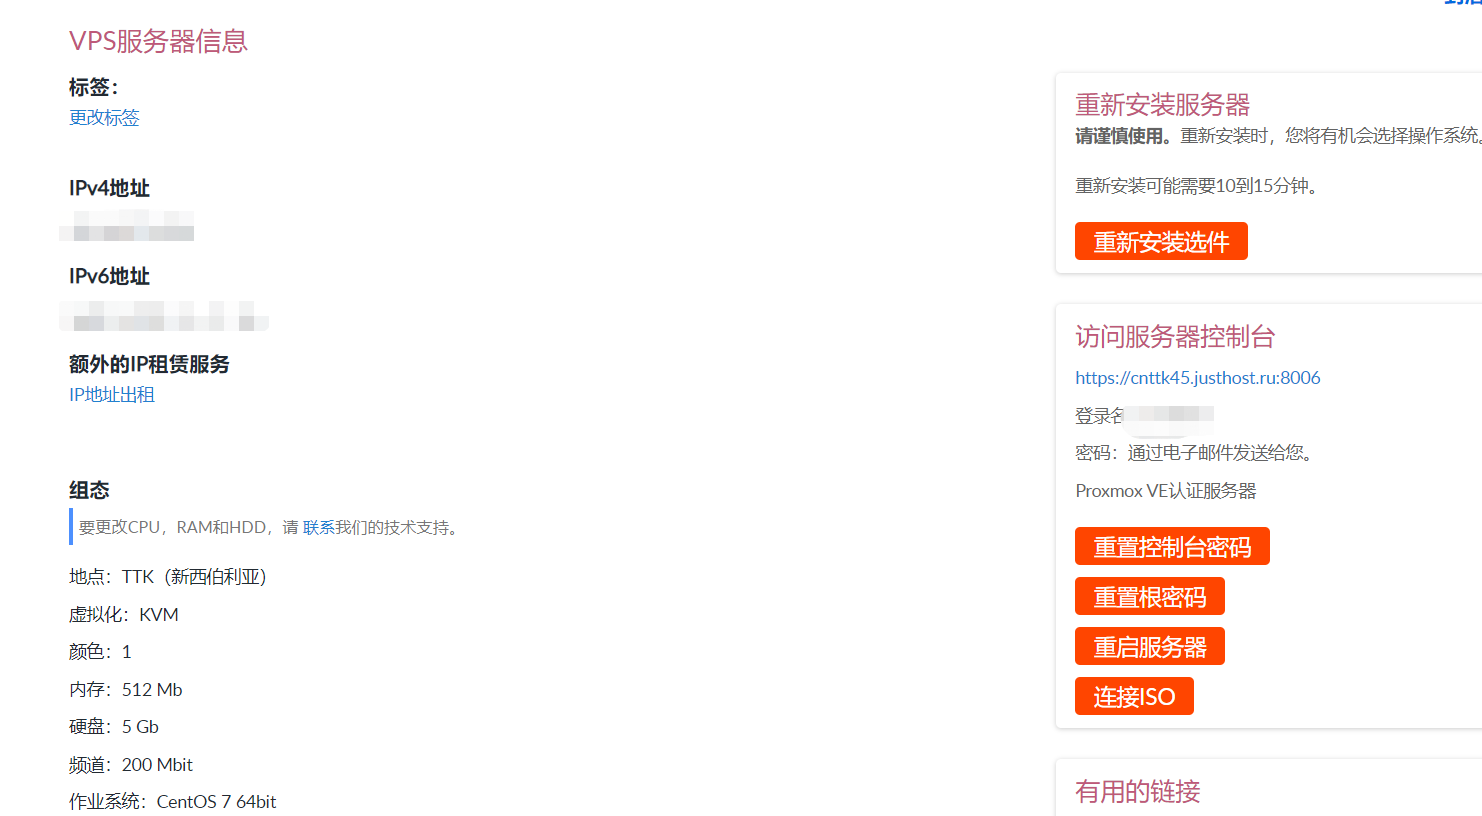 VPS服务器信息
标签：
更改标签
IPv4地址
IPv6地址
额外的IP租赁服务
IP地址出租
组态
要更改CPU，RAM和HDD，请 联系我们的技术支持。
地点：TTK（新西伯利亚）
虚拟化：KVM
颜色：1
内存：512 Mb
硬盘：5 Gb
频道：200 Mbit
作业系统：CentOS 7 64bit
重新安装服务器
请谨慎使用。重新安装时，您将有机会选择操作系统。
重新安装可能需要10到15分钟。
重新安装选件
访问服务器控制台
https://cnttk45.justhost.ru:8006
登录名
密码：通过电子邮件发送给您。
Proxmox VE认证服务器
重置控制台密码
重置根密码
重启服务器
连接ISO
有用的链接